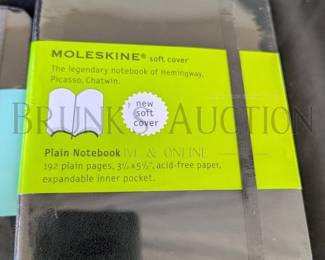 MOLESKINE® soft cover
The legendary notebook of Hemingway,
Picasso, Chatwin.
new
soft
cover
BRUNK AUCTION
LIVE & ONLINE
Plain Notebook
192 plain pages, 3½x5½", acid-free paper,
expandable inner pocket.